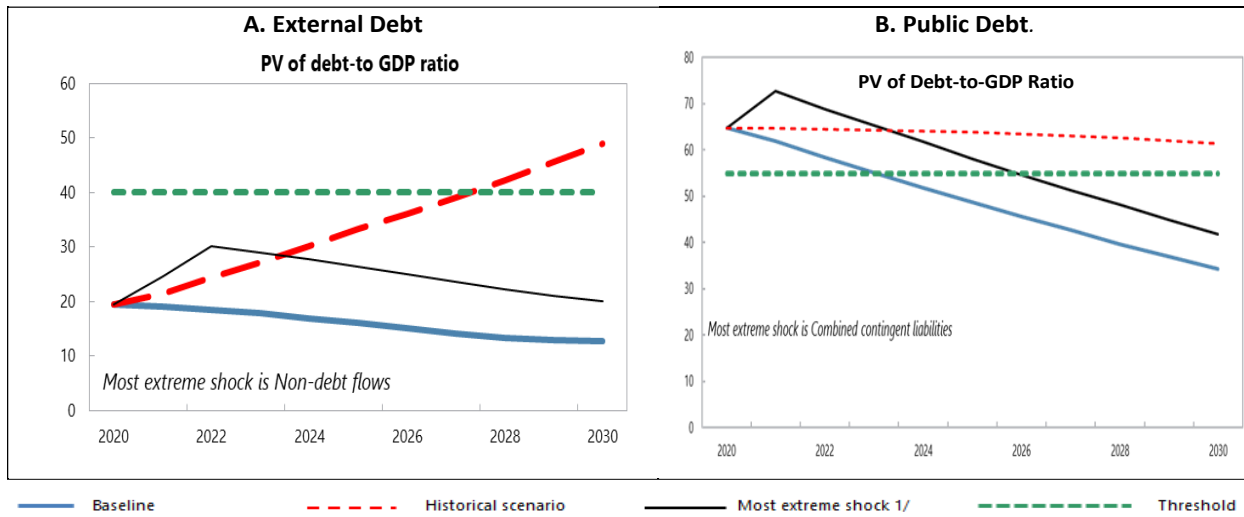 A. External Debt
PV of debt-to GDP ratio
60
50
40
30
20
10
0
Most extreme shock is Non-debt flows
2020 2022 2024 2026 2028 2030
B. Public Debt.
PV of Debt-to-GDP Ratio
80
70
60
50
40
30
20
10
0
Most extreme shock is Combined contingent liabilities
2020 2022 2024 2026 2028 2030
Baseline Historical scenario Most extreme shock 1/ Threshold